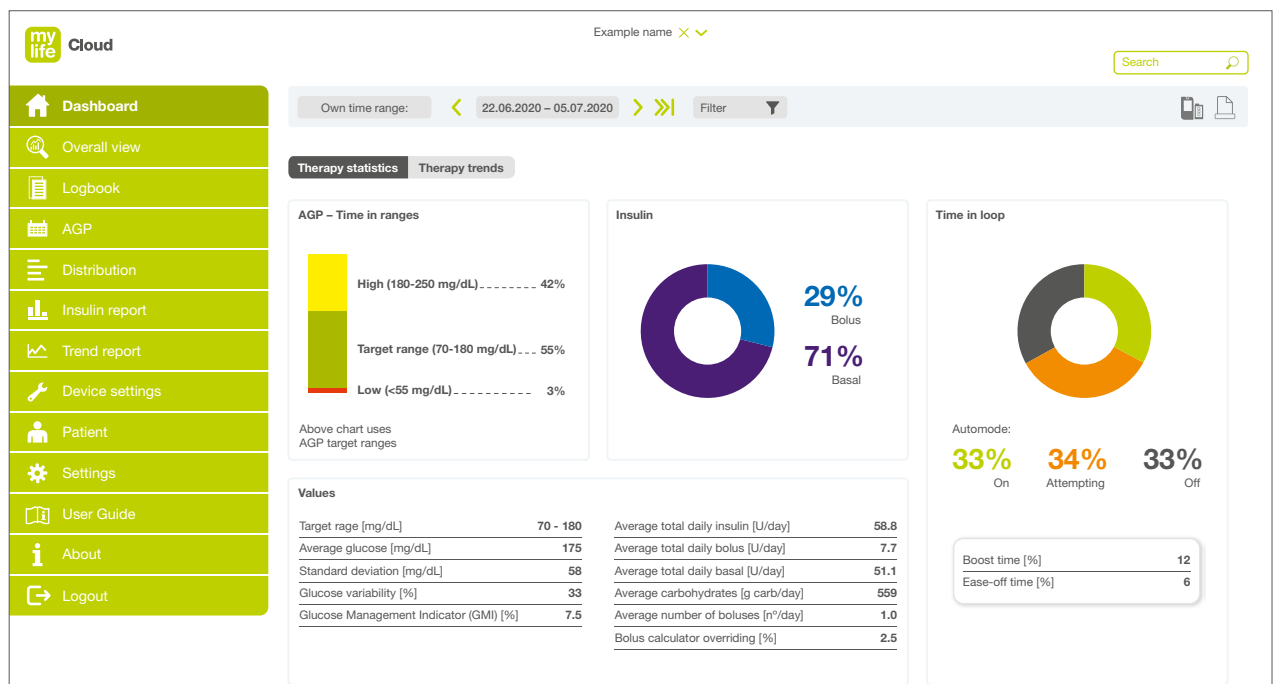 my
life Cloud
Example name
Search
Dashboard
Overall view
Logbook
AGP
Distribution
Insulin report
Trend report
Device settings
Patient
Settings
User Guide
About
Logout
Own time range:
22.06.2020 – 05.07.2020
Filter
Therapy statistics Therapy trends
AGP – Time in ranges
High (180-250 mg/dL) 42%
Target range (70-180 mg/dL) 55%
Low (<55 mg/dL) 3%
Above chart uses
AGP target ranges
Insulin
29%
Bolus
71%
Basal
Time in loop
Automode:
33% 34% 33%
On Attempting Off
Boost time [%] 12
Ease-off time [%] 6
Values
Target rage [mg/dL] 70 - 180
Average glucose [mg/dL] 175
Standard deviation [mg/dL] 58
Glucose variability [%] 33
Glucose Management Indicator (GMI) [%] 7.5
Average total daily insulin [U/day] 58.8
Average total daily bolus [U/day] 7.7
Average total daily basal [U/day] 51.1
Average carbohydrates [g carb/day] 559
Average number of boluses [nº/day] 1.0
Bolus calculator overriding [%] 2.5